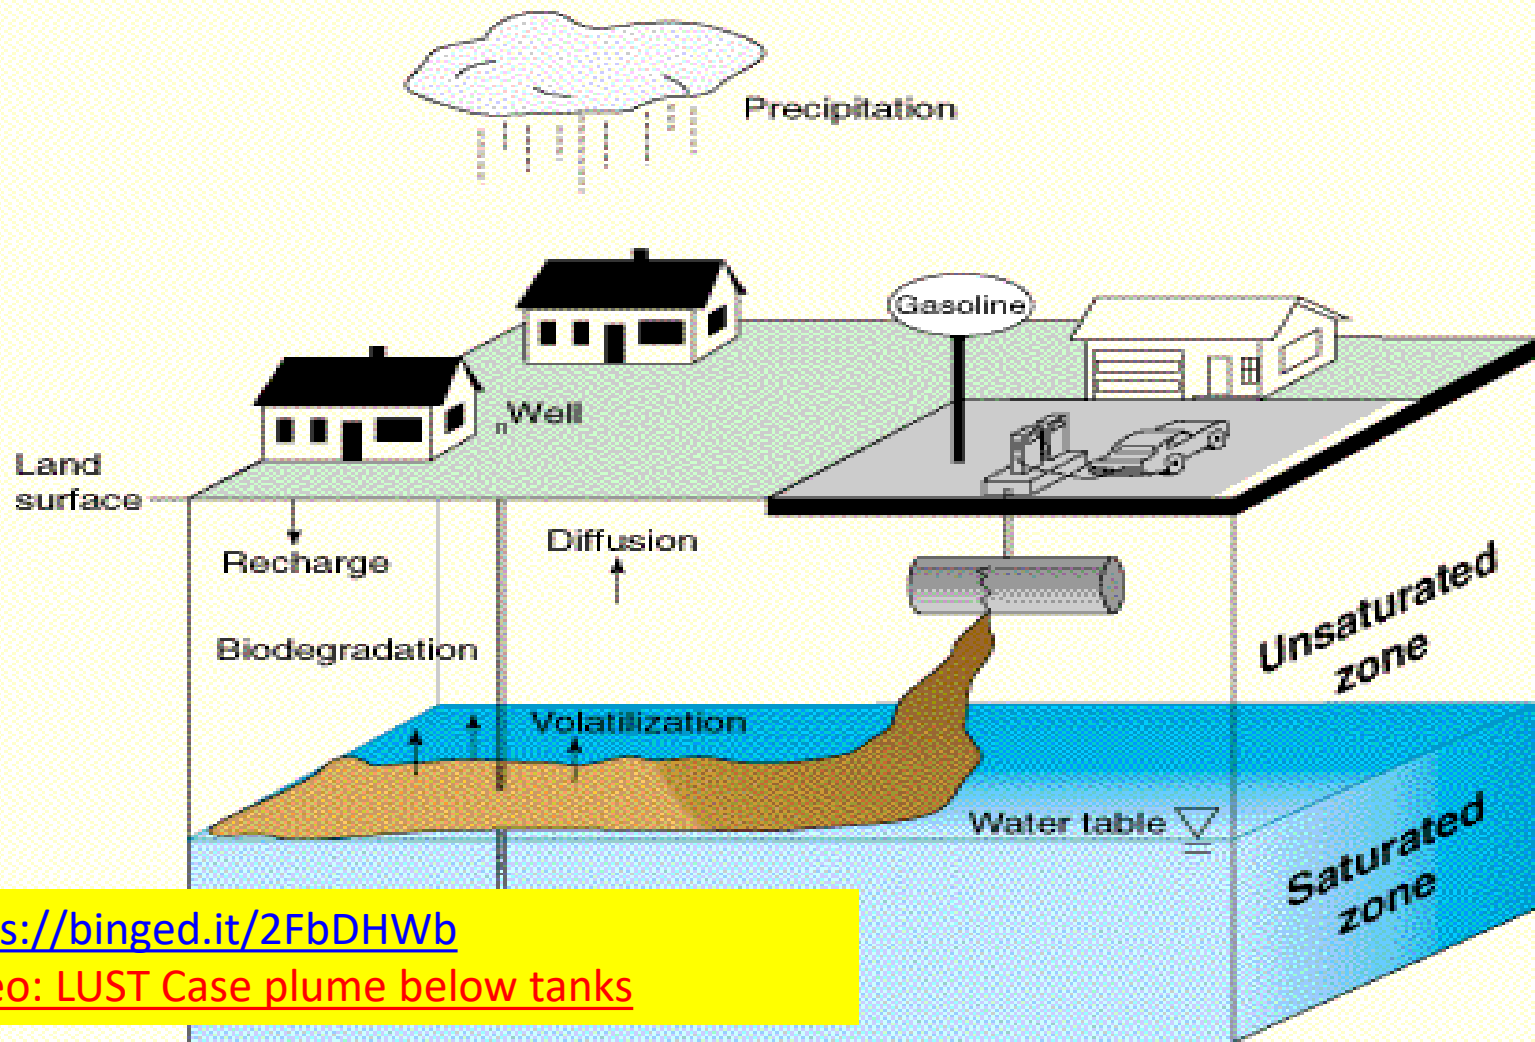 Precipitation
Gasoline
Well
Land
surface
Recharge
Diffusion
Biodegradation
Unsaturated
zone
Volatilization
Water table
Saturated
zone
s://binged.it/2FbDHWb
eo: LUST Case plume below tanks